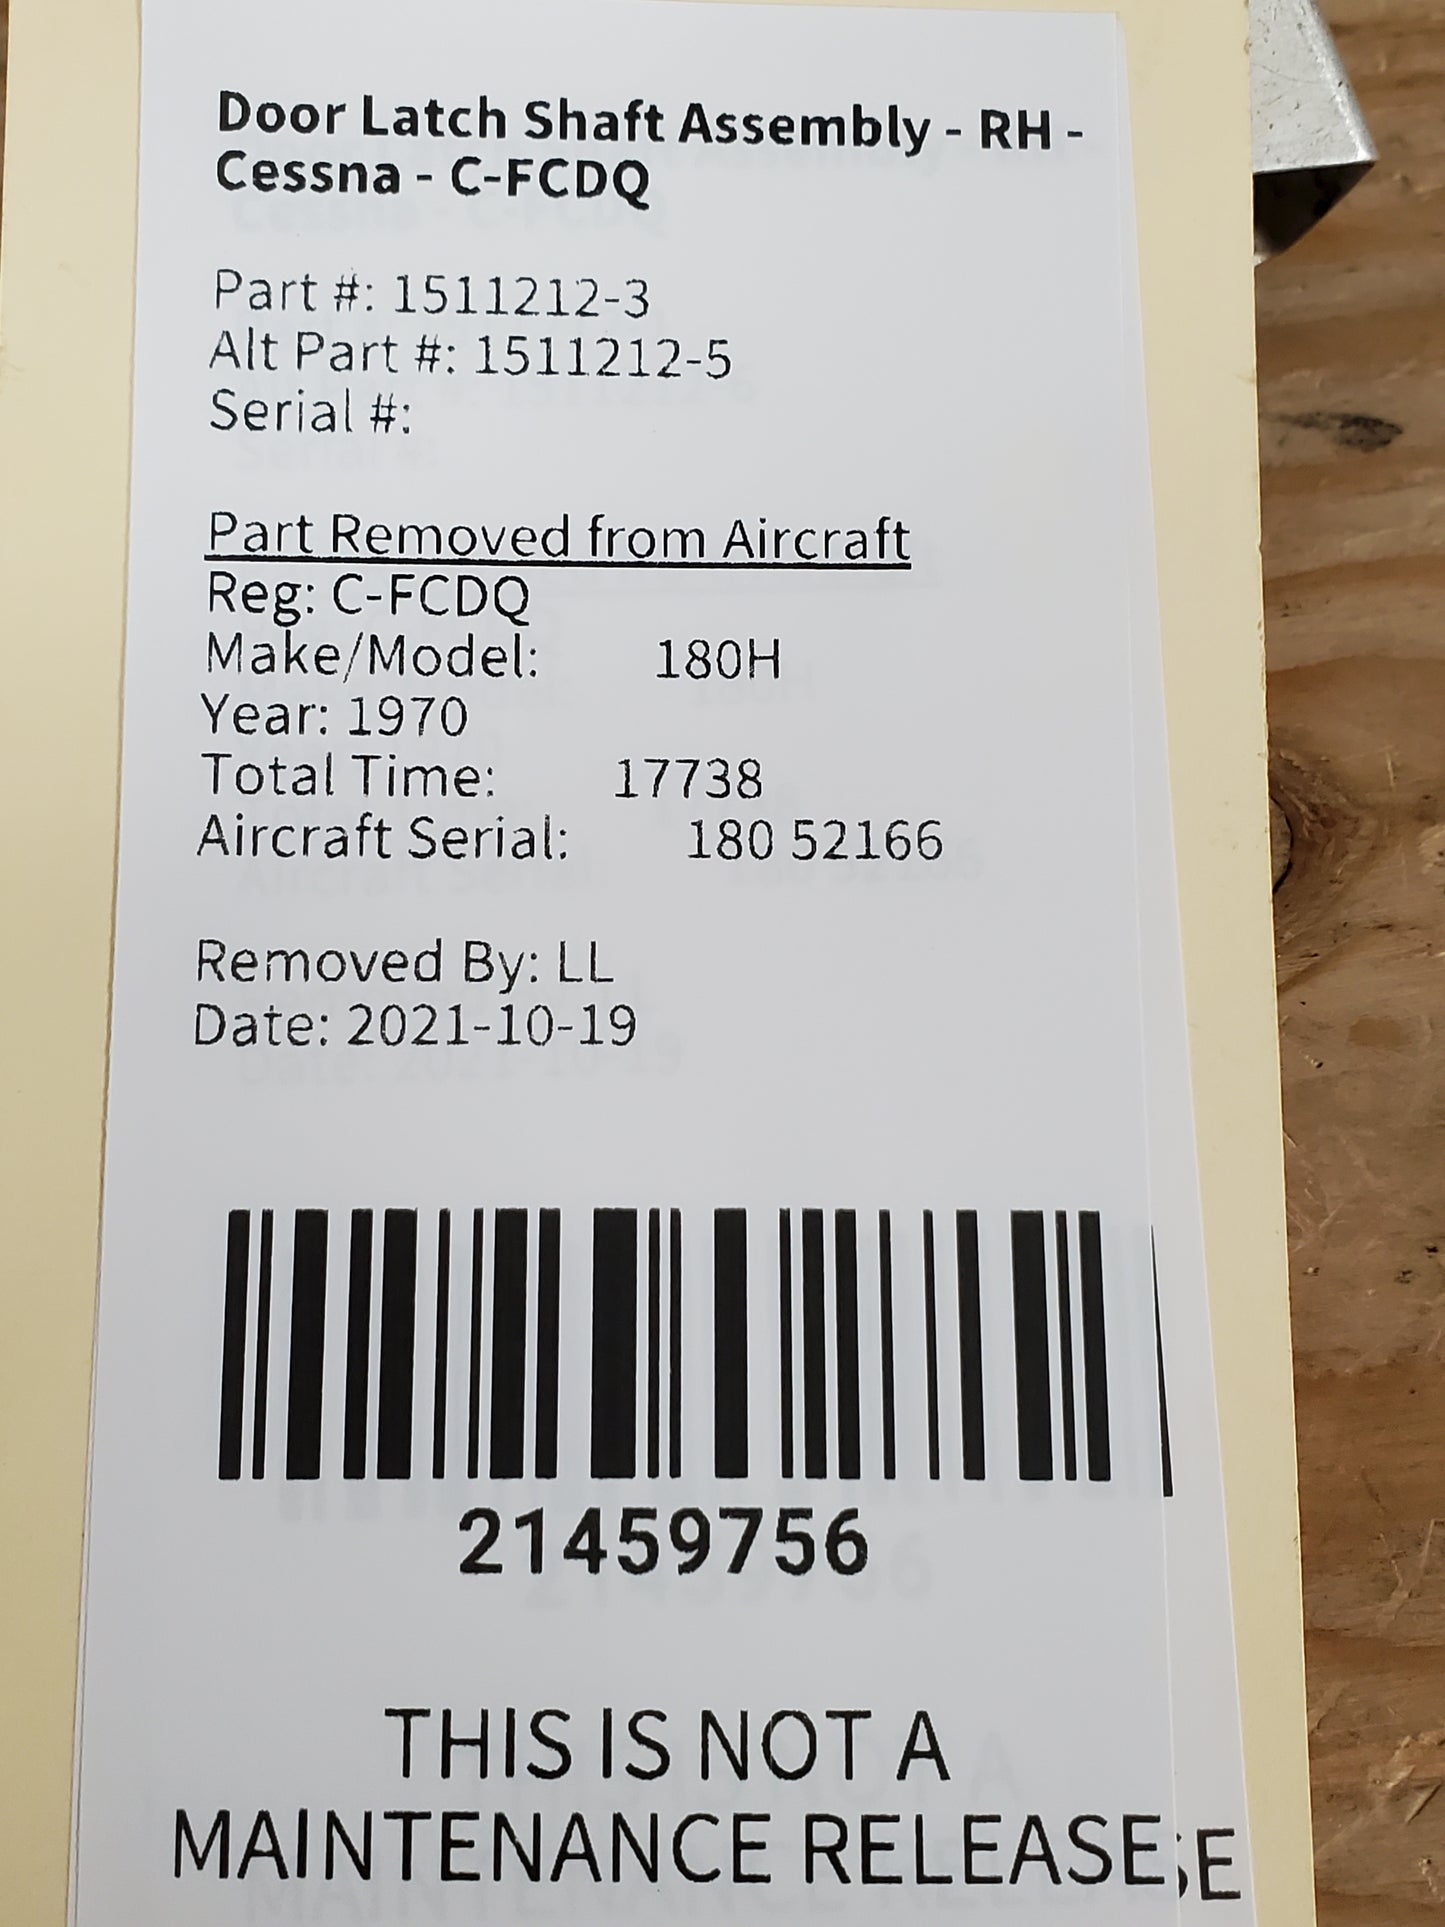 Door Latch Shaft Assembly - RH -
Cessna - C-FCDQ
Part #: 1511212-3
Alt Part #: 1511212-5
Serial #:
Part Removed from Aircraft
Reg: C-FCDQ
Make/Model: 180H
Year: 1970
Total Time: 17738
Aircraft Serial: 180 52166
Removed By: LL
Date: 2021-10-19
21459756
THIS IS NOT A
MAINTENANCE RELEASE